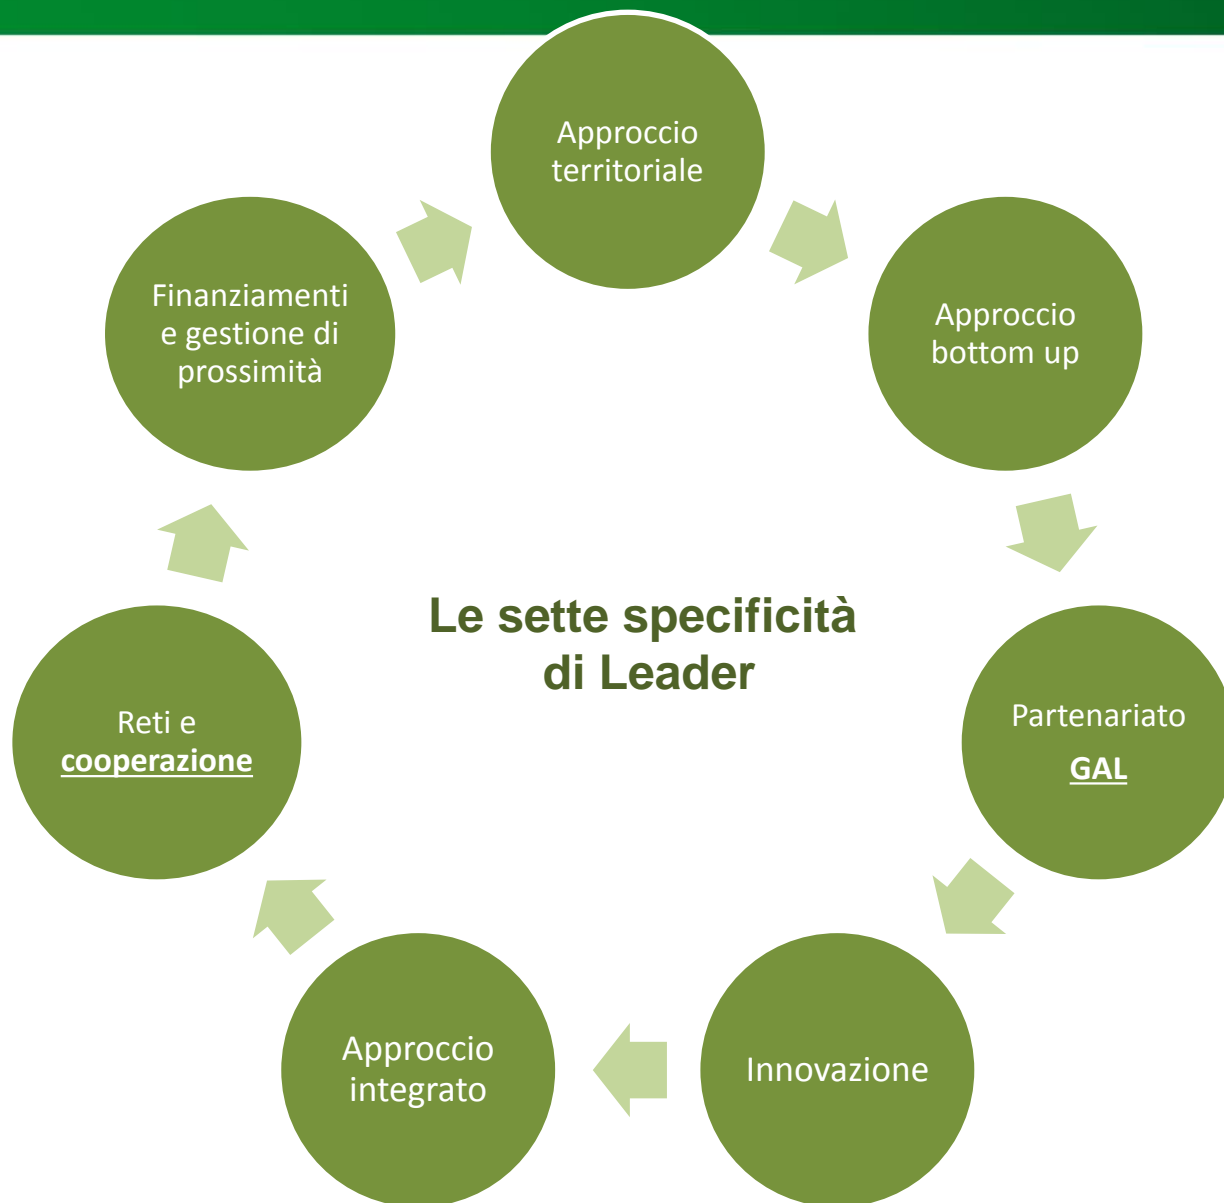 Approccio
territoriale
Approccio
bottom up
Partenariato
GAL
Innovazione
Approccio
integrato
Reti e
cooperazione
Finanziamenti
e gestione di
prossimità
Le sette specificità
di Leader